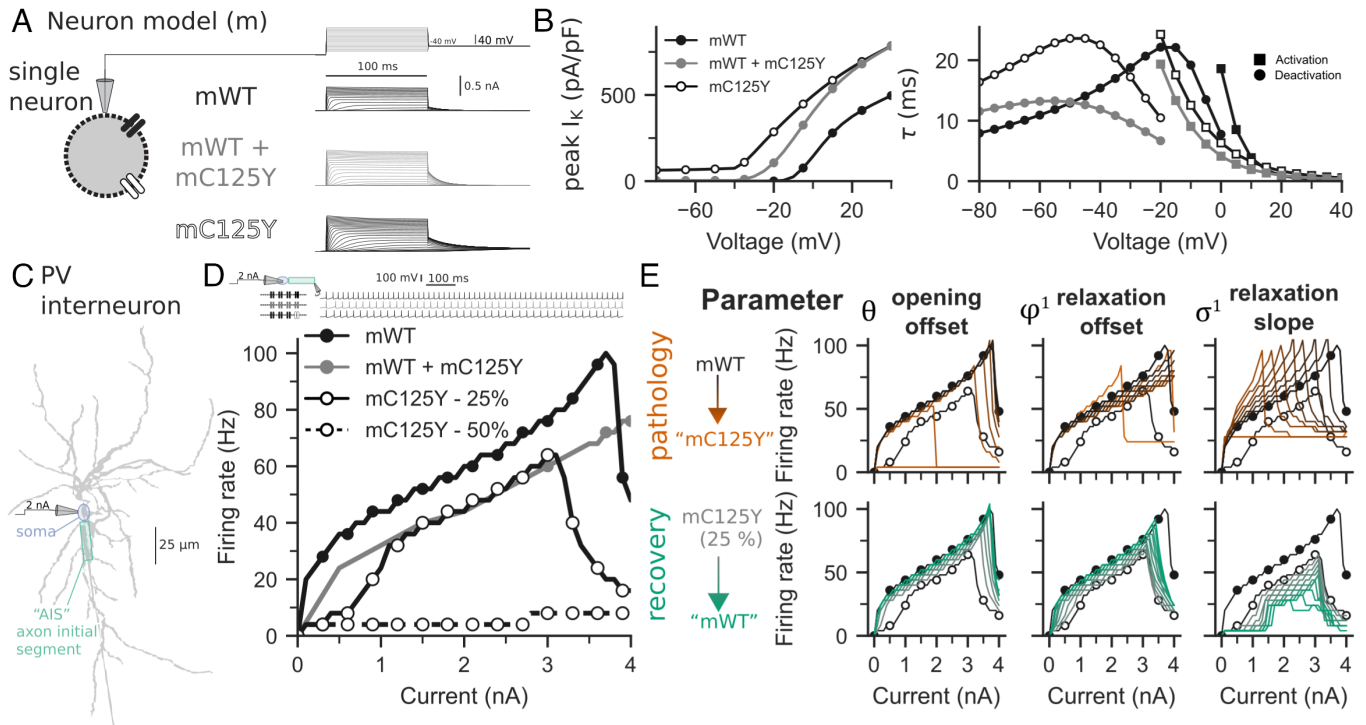 A Neuron model (m)
-40 mV
40 mV
100 ms
0.5 nA
single
neuron
mWT
mWT +
mC125Y
mC125Y
B
peak I_K (pA/pF)
500
0
−60
−20
20
Voltage (mV)
mWT
mWT + mC125Y
mC125Y
τ (ms)
20
10
0
−80
−60
−40
−20
0
20
40
Voltage (mV)
Activation
Deactivation
C PV
interneuron
2 nA
soma
25 μm
"AIS"
axon initial
segment
D
2 nA
100 mV
100 ms
mWT
mWT + mC125Y
mC125Y - 25%
mC125Y - 50%
Firing rate (Hz)
100
80
60
40
20
0
0
1
2
3
4
Current (nA)
E
Parameter
θ opening
offset
φ¹ relaxation
offset
σ¹ relaxation
slope
pathology
mWT
"mC125Y"
Firing rate (Hz)
100
50
0
recovery
mC125Y
(25 %)
"mWT"
Firing rate (Hz)
100
50
0
0 1 2 3 4
0 1 2 3 4
0 1 2 3 4
Current (nA)
Current (nA)
Current (nA)